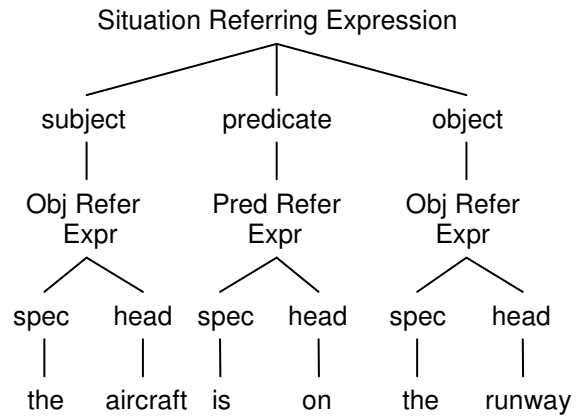 Situation Referring Expression
subject predicate object
Obj Refer Pred Refer Obj Refer
Expr Expr Expr
spec head spec head spec head
the aircraft is on the runway